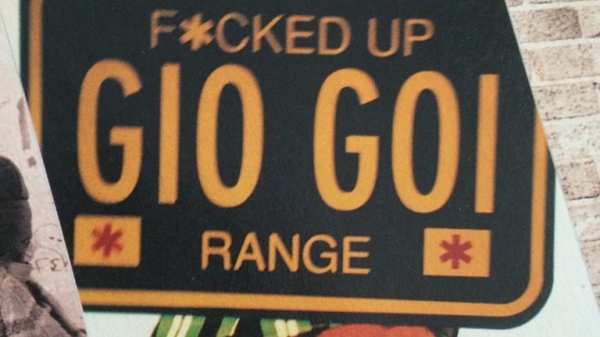 F*CKED UP
GIO GOI
* RANGE *